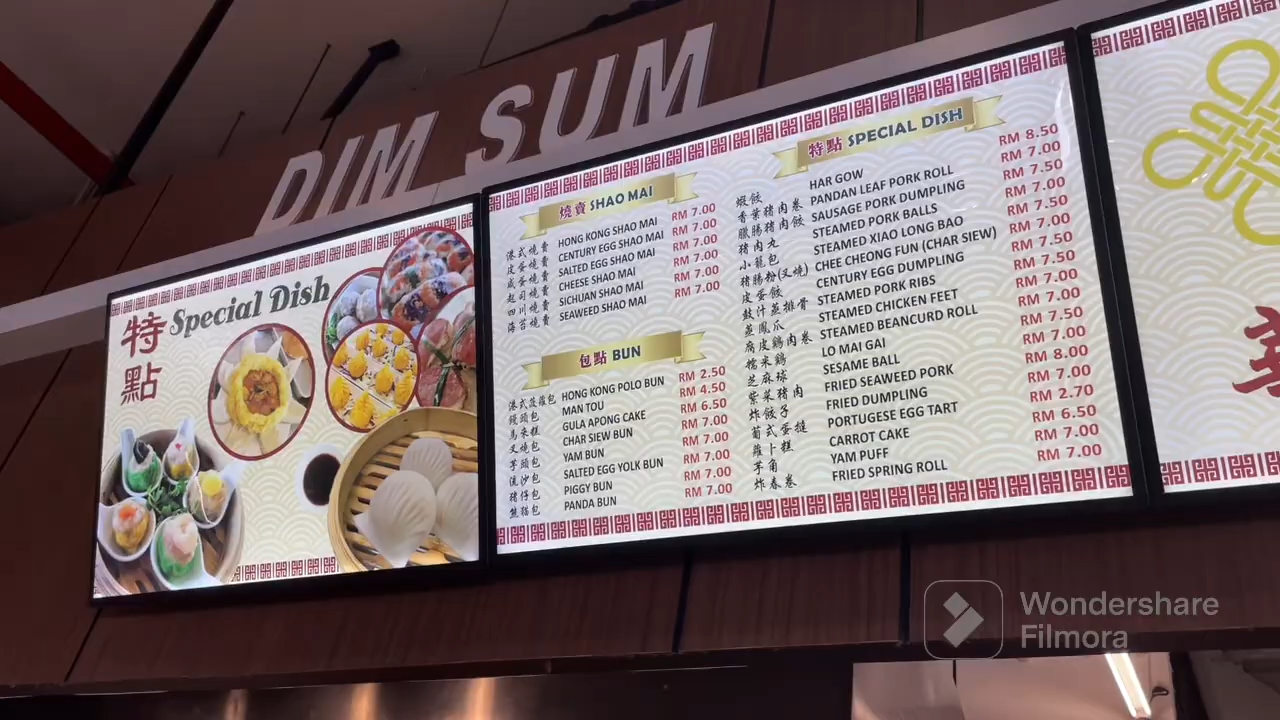 DIM SUM
特點 Special Dish
燒賣 SHAO MAI
港式燒賣 HONG KONG SHAO MAI RM 7.00
皮蛋燒賣 CENTURY EGG SHAO MAI RM 7.00
咸蛋燒賣 SALTED EGG SHAO MAI RM 7.00
起司燒賣 CHEESE SHAO MAI RM 7.00
四川燒賣 SICHUAN SHAO MAI RM 7.00
海苔燒賣 SEAWEED SHAO MAI RM 7.00
包點 BUN
港式菠蘿包 HONG KONG POLO BUN RM 2.50
饅頭包 MAN TOU RM 4.50
馬來糕 GULA APONG CAKE RM 6.50
叉燒包 CHAR SIEW BUN RM 7.00
芋頭包 YAM BUN RM 7.00
流沙包 SALTED EGG YOLK BUN RM 7.00
豬仔包 PIGGY BUN RM 7.00
熊貓包 PANDA BUN RM 7.00
特點 SPECIAL DISH
蝦餃 HAR GOW RM 8.50
香葉豬肉卷 PANDAN LEAF PORK ROLL RM 7.00
臘腸豬肉餃 SAUSAGE PORK DUMPLING RM 7.50
豬肉丸 STEAMED PORK BALLS RM 7.00
小籠包 STEAMED XIAO LONG BAO RM 7.50
豬腸粉(叉燒) CHEE CHEONG FUN (CHAR SIEW) RM 7.00
皮蛋餃 CENTURY EGG DUMPLING RM 7.50
鼓汁蒸排骨 STEAMED PORK RIBS RM 7.50
蒸鳳爪 STEAMED CHICKEN FEET RM 7.00
腐皮鷄肉卷 STEAMED BEANCURD ROLL RM 7.00
糯米鷄 LO MAI GAI RM 7.50
芝麻球 SESAME BALL RM 7.00
紫菜豬肉 FRIED SEAWEED PORK RM 8.00
炸餃子 FRIED DUMPLING RM 7.00
葡式蛋撻 PORTUGESE EGG TART RM 2.70
蘿卜糕 CARROT CAKE RM 6.50
芋角 YAM PUFF RM 7.00
炸春卷 FRIED SPRING ROLL RM 7.00
Wondershare
Filmora